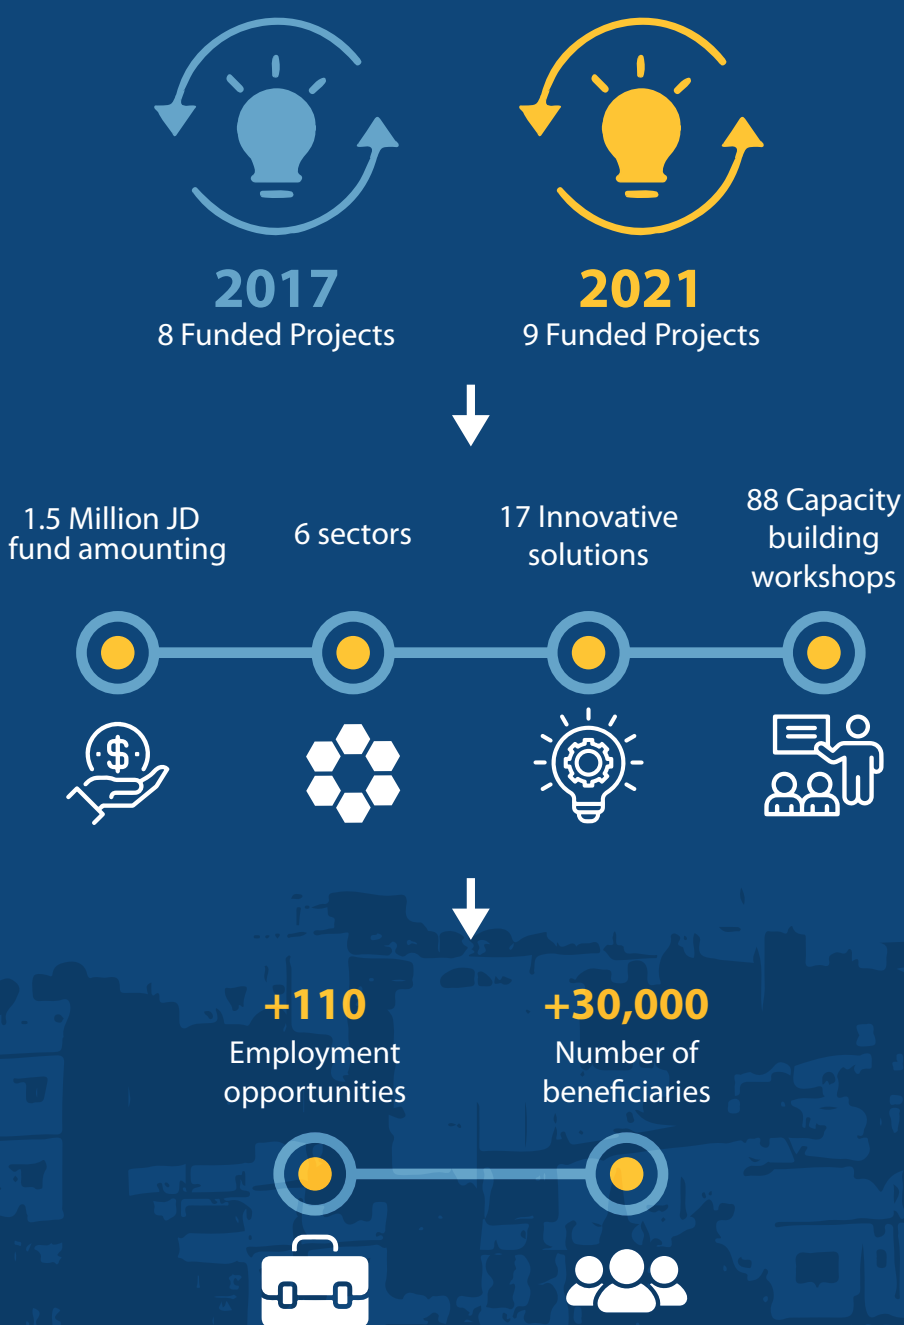 2017
8 Funded Projects
2021
9 Funded Projects
1.5 Million JD
fund amounting
6 sectors
17 Innovative
solutions
88 Capacity
building
workshops
$
+110
Employment
opportunities
+30,000
Number of
beneficiaries